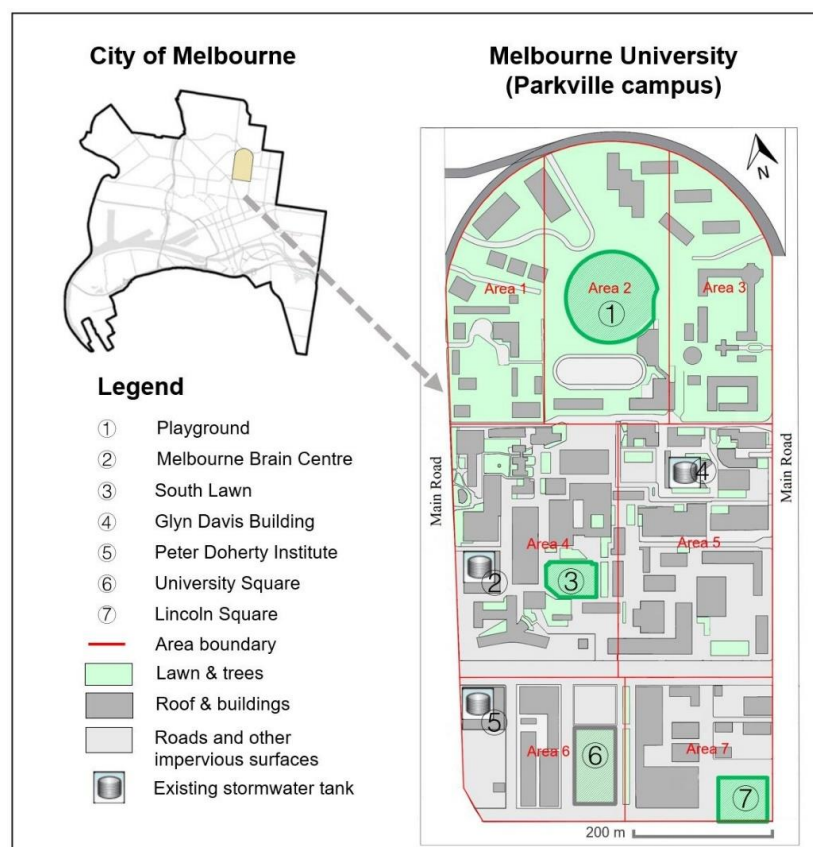 City of Melbourne
Melbourne University
(Parkville campus)
N
Legend
① Playground
② Melbourne Brain Centre
③ South Lawn
④ Glyn Davis Building
⑤ Peter Doherty Institute
⑥ University Square
⑦ Lincoln Square
Area boundary
Lawn & trees
Roof & buildings
Roads and other
impervious surfaces
Existing stormwater tank
Area 1
Area 2
Area 3
①
Main Road
Main Road
④
Area 4
Area 5
②
③
⑤
Area 6
⑥
Area 7
⑦
200 m